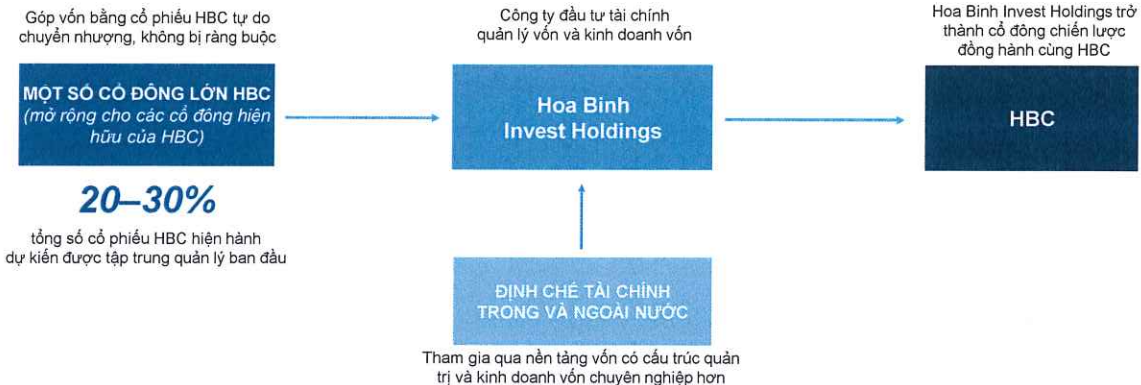 Góp vốn bằng cổ phiếu HBC tự do
chuyển nhượng, không bị ràng buộc
MỘT SỐ CỔ ĐÔNG LỚN HBC
(mở rộng cho các cổ đông hiện
hữu của HBC)
20–30%
tổng số cổ phiếu HBC hiện hành
dự kiến được tập trung quản lý ban đầu
Công ty đầu tư tài chính
quản lý vốn và kinh doanh vốn
Hoa Binh
Invest Holdings
ĐỊNH CHẾ TÀI CHÍNH
TRONG VÀ NGOÀI NƯỚC
Tham gia qua nền tảng vốn có cấu trúc quản
trị và kinh doanh vốn chuyên nghiệp hơn
Hoa Binh Invest Holdings trở
thành cổ đông chiến lược
đồng hành cùng HBC
HBC